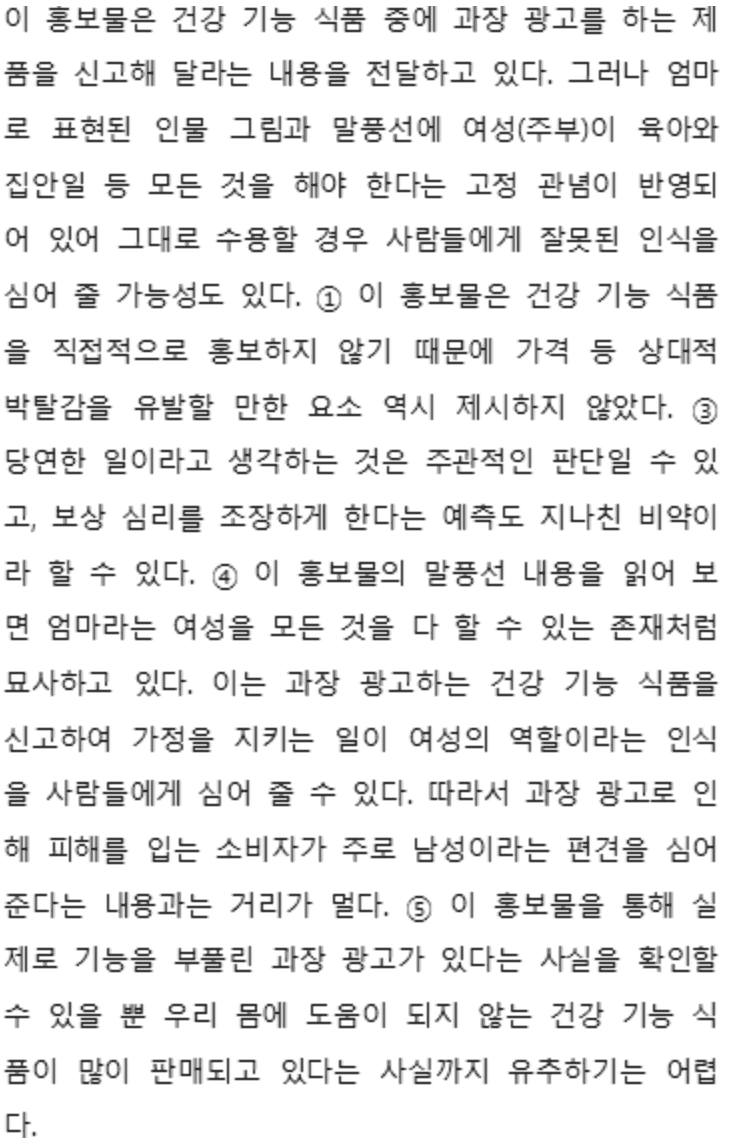 이 홍보물은 건강 기능 식품 중에 과장 광고를 하는 제
품을 신고해 달라는 내용을 전달하고 있다. 그러나 엄마
로 표현된 인물 그림과 말풍선에 여성(주부)이 육아와
집안일 등 모든 것을 해야 한다는 고정 관념이 반영되
어 있어 그대로 수용할 경우 사람들에게 잘못된 인식을
심어 줄 가능성도 있다. ① 이 홍보물은 건강 기능 식품
을 직접적으로 홍보하지 않기 때문에 가격 등 상대적
박탈감을 유발할 만한 요소 역시 제시하지 않았다. ③
당연한 일이라고 생각하는 것은 주관적인 판단일 수 있
고, 보상 심리를 조장하게 한다는 예측도 지나친 비약이
라 할 수 있다. ④ 이 홍보물의 말풍선 내용을 읽어 보
면 엄마라는 여성을 모든 것을 다 할 수 있는 존재처럼
묘사하고 있다. 이는 과장 광고하는 건강 기능 식품을
신고하여 가정을 지키는 일이 여성의 역할이라는 인식
을 사람들에게 심어 줄 수 있다. 따라서 과장 광고로 인
해 피해를 입는 소비자가 주로 남성이라는 편견을 심어
준다는 내용과는 거리가 멀다. ⑤ 이 홍보물을 통해 실
제로 기능을 부풀린 과장 광고가 있다는 사실을 확인할
수 있을 뿐 우리 몸에 도움이 되지 않는 건강 기능 식
품이 많이 판매되고 있다는 사실까지 유추하기는 어렵
다.